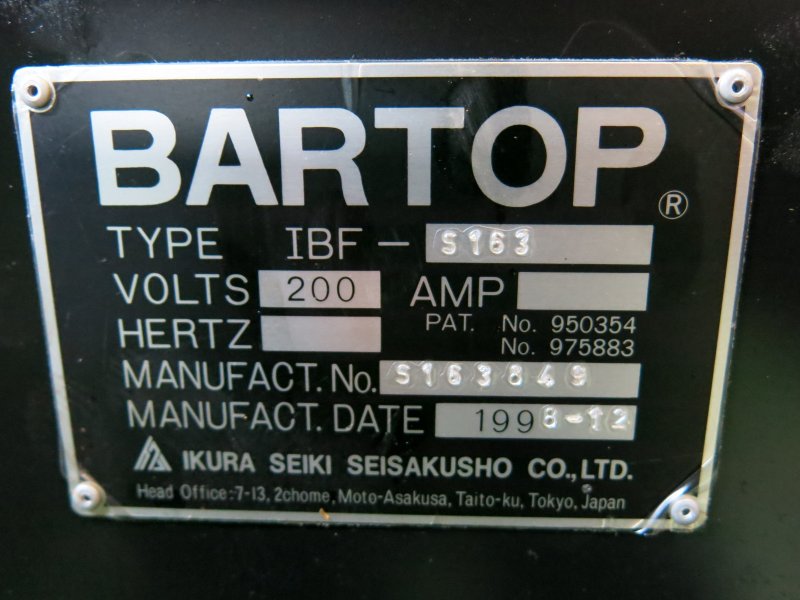 BARTOP ®
TYPE IBF - S163
VOLTS 200 AMP
HERTZ PAT. No. 950354
No. 975883
MANUFACT. No. S163849
MANUFACT. DATE 1998-12
IKURA SEIKI SEISAKUSHO CO., LTD.
Head Office: 7-13, 2chome, Moto-Asakusa, Taito-ku, Tokyo, Japan